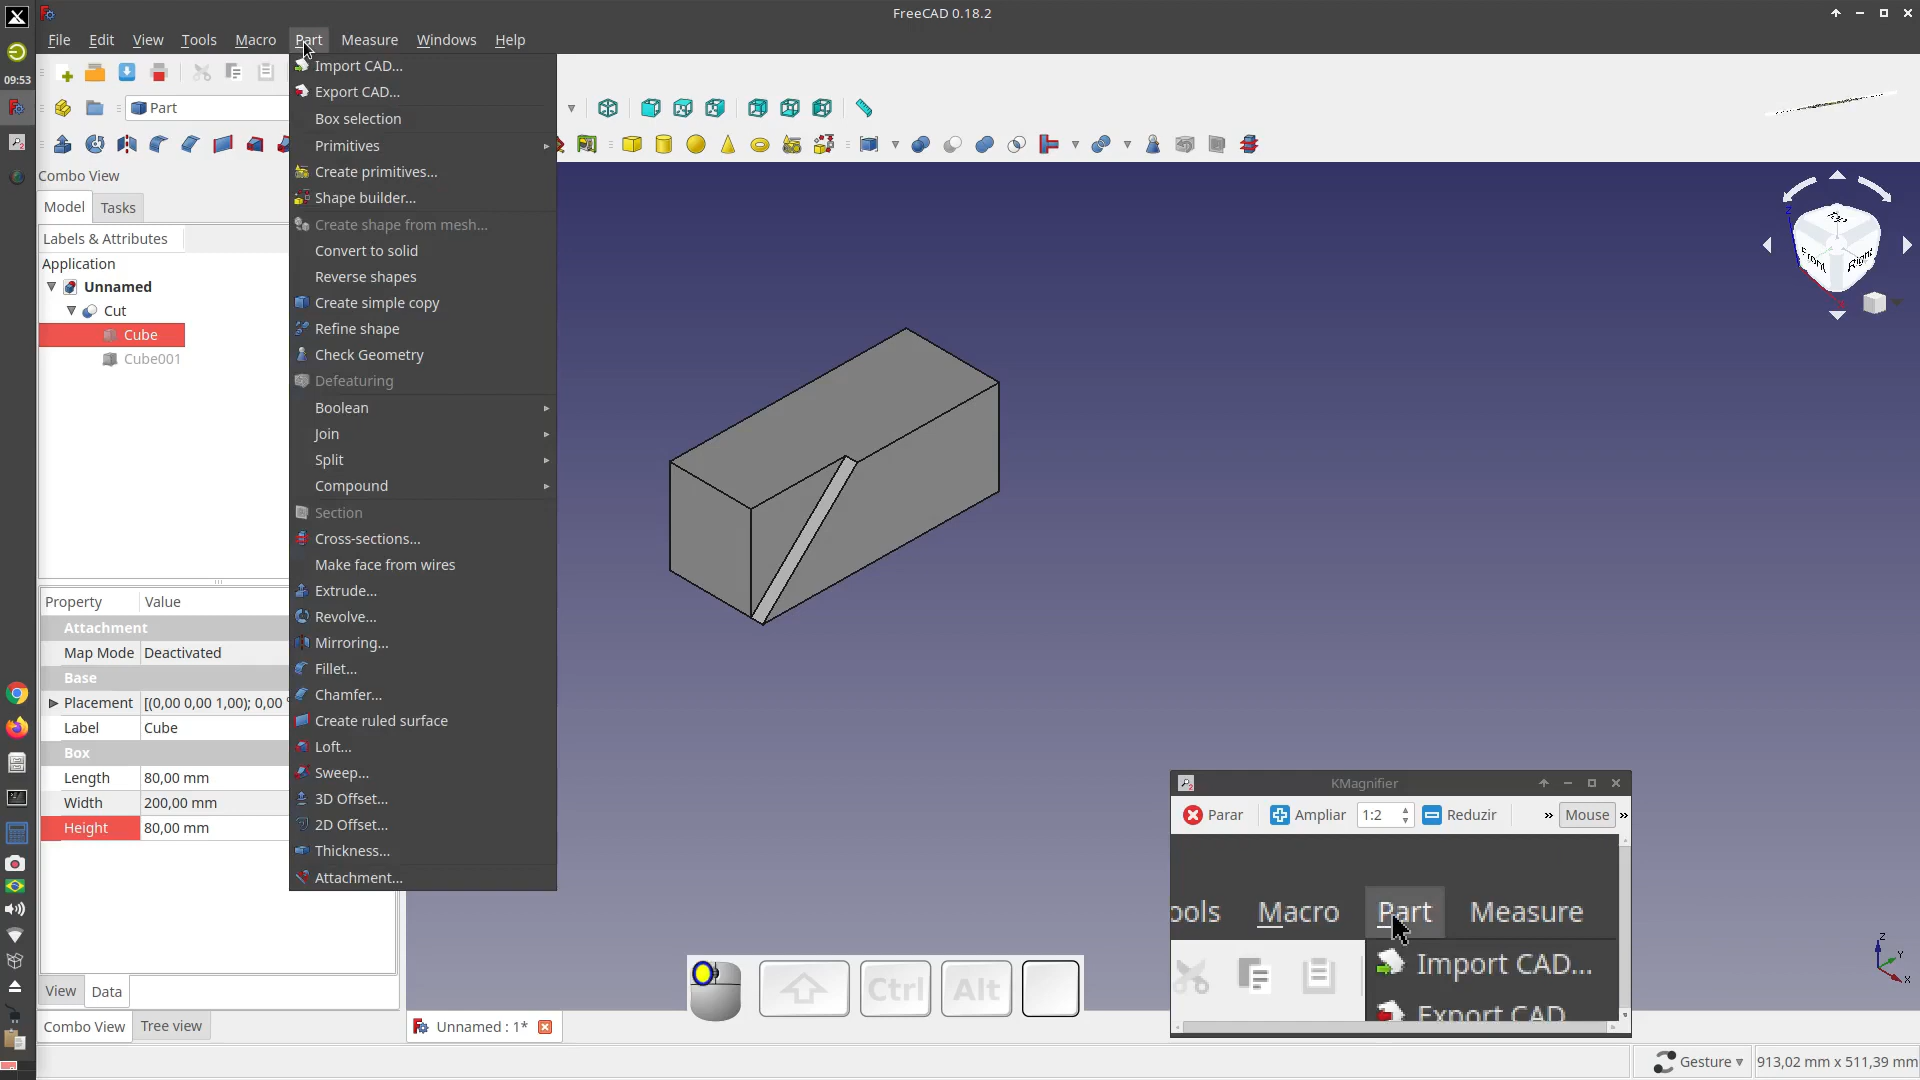 FreeCAD 0.18.2
File Edit View Tools Macro Part Measure Windows Help
09:53
Part
Combo View
Model Tasks
Labels & Attributes
Application
Unnamed
Cut
Cube
Cube001
Import CAD...
Export CAD...
Box selection
Primitives
Create primitives...
Shape builder...
Create shape from mesh...
Convert to solid
Reverse shapes
Create simple copy
Refine shape
Check Geometry
Defeaturing
Boolean
Join
Split
Compound
Section
Cross-sections...
Make face from wires
Extrude...
Revolve...
Mirroring...
Fillet...
Chamfer...
Create ruled surface
Loft...
Sweep...
3D Offset...
2D Offset...
Thickness...
Attachment...
Property Value
Attachment
Map Mode Deactivated
Base
Placement [(0,00 0,00 1,00); 0,00
Label Cube
Box
Length 80,00 mm
Width 200,00 mm
Height 80,00 mm
View Data
Combo View Tree view
Top
Front
Right
Z
KMagnifier
Parar Ampliar 1:2 Reduzir » Mouse »
ools Macro Part Measure
Import CAD...
Export CAD
Ctrl Alt
Z
Y
X
Unnamed : 1*
Gesture 913,02 mm x 511,39 mm